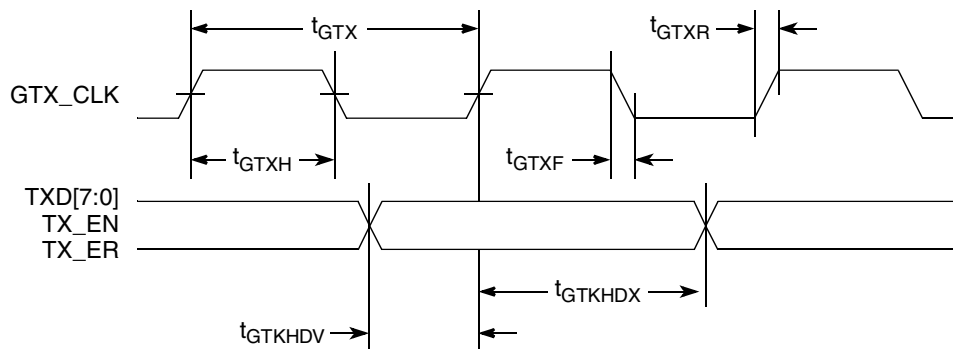 tGTX
tGTXR
GTX_CLK
tGTXH
tGTXF
TXD[7:0]
TX_EN
TX_ER
tGTKHDX
tGTKHDV